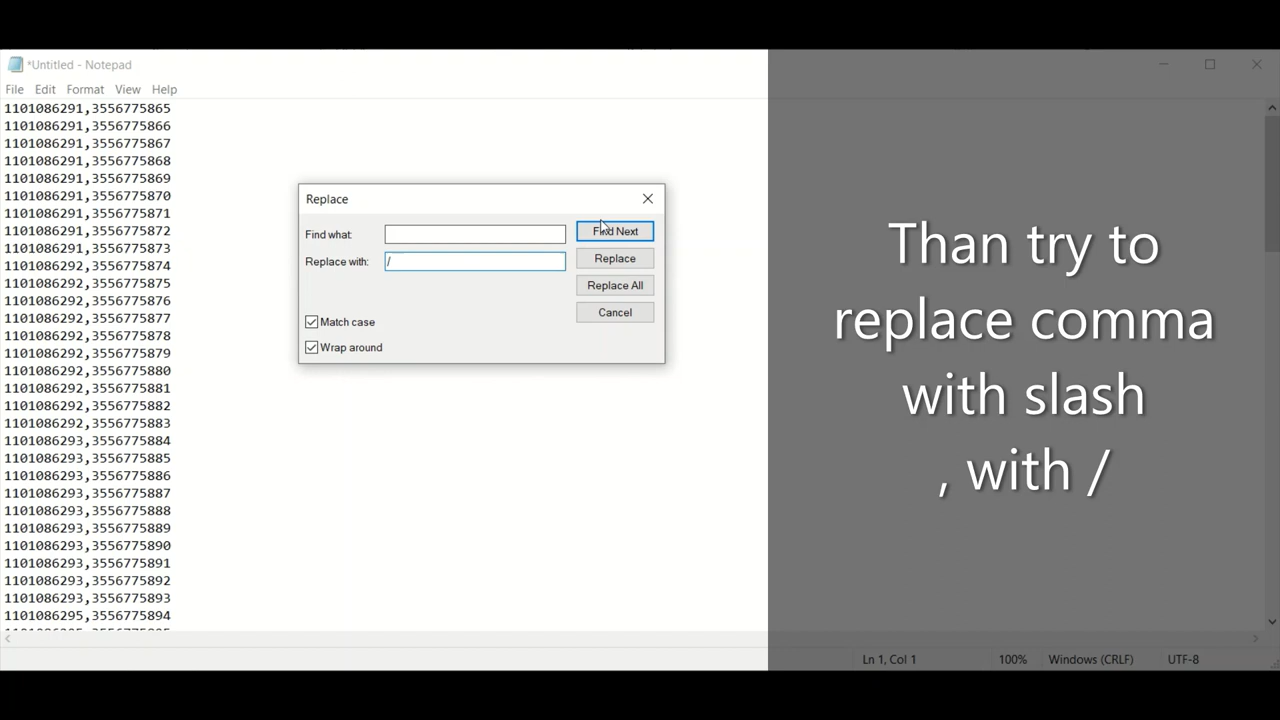 *Untitled - Notepad
File Edit Format View Help
1101086291,3556775865
1101086291,3556775866
1101086291,3556775867
1101086291,3556775868
1101086291,3556775869
1101086291,3556775870
1101086291,3556775871
1101086292,3556775872
1101086292,3556775873
1101086292,3556775874
1101086292,3556775875
1101086292,3556775876
1101086292,3556775877
1101086292,3556775878
1101086292,3556775879
1101086292,3556775880
1101086292,3556775881
1101086292,3556775882
1101086292,3556775883
1101086293,3556775884
1101086293,3556775885
1101086293,3556775886
1101086293,3556775887
1101086293,3556775888
1101086293,3556775889
1101086293,3556775890
1101086293,3556775891
1101086293,3556775892
1101086293,3556775893
1101086295,3556775894
Replace
Find what:
Find Next
Replace with: /
Replace
Replace All
Cancel
Match case
Wrap around
Than try to
replace comma
with slash
, with /
Ln 1, Col 1 100% Windows (CRLF) UTF-8